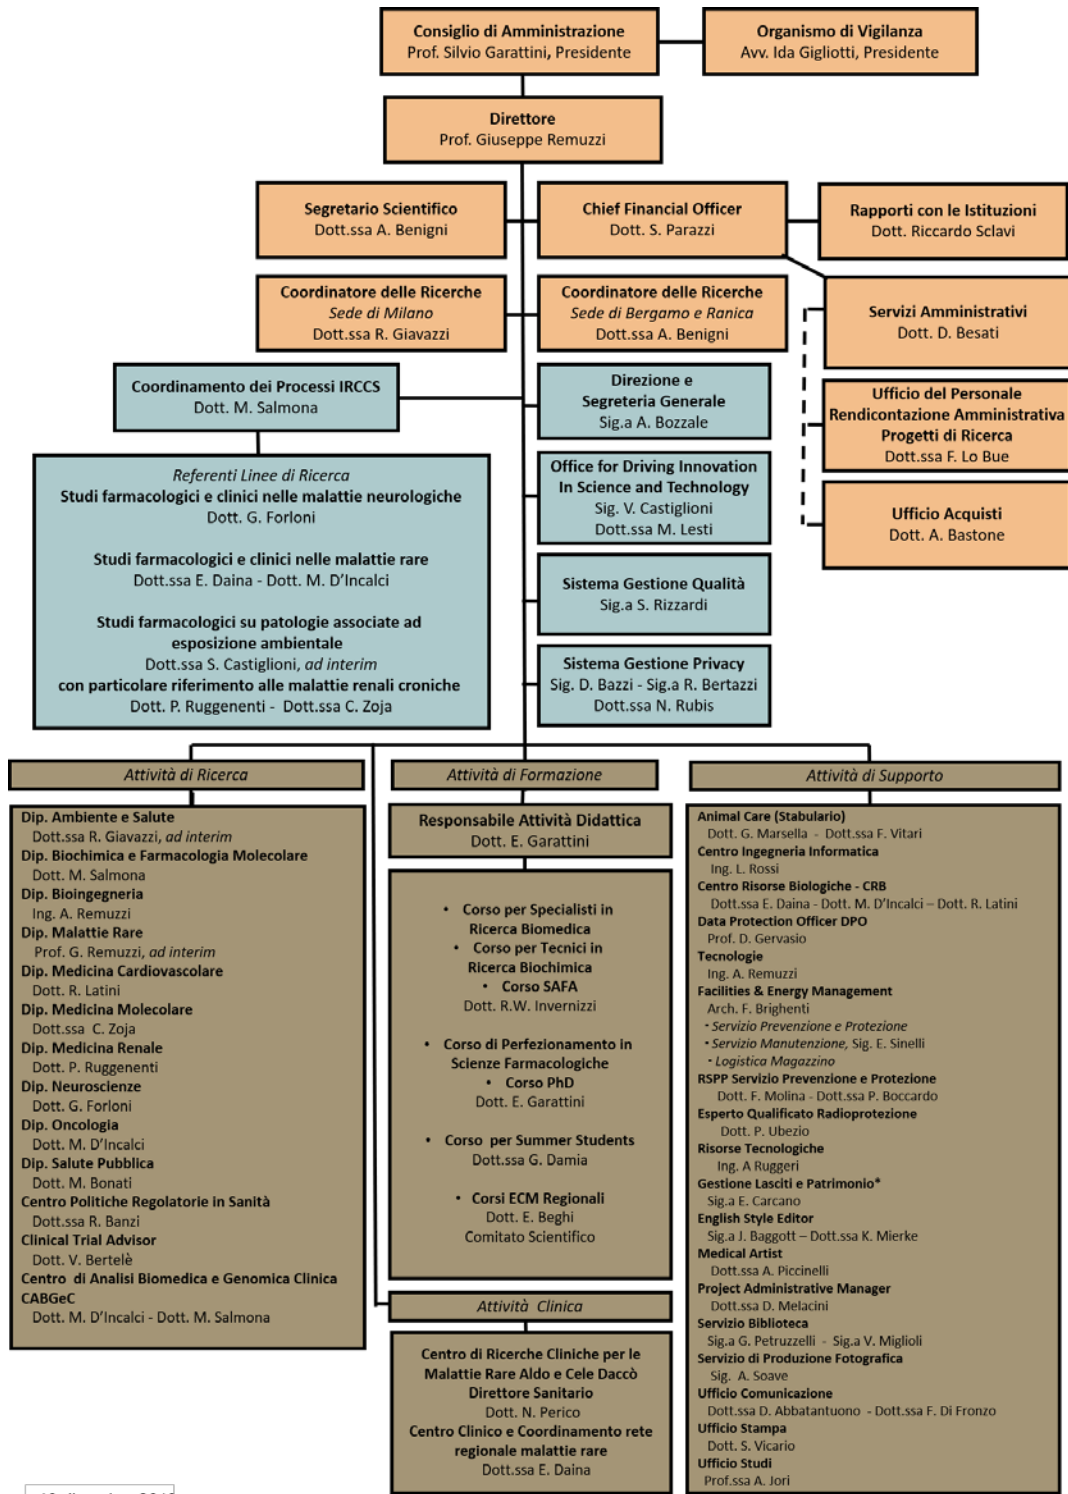 Consiglio di Amministrazione
Prof. Silvio Garattini, Presidente
Organismo di Vigilanza
Avv. Ida Gigliotti, Presidente
Direttore
Prof. Giuseppe Remuzzi
Segretario Scientifico
Dott.ssa A. Benigni
Chief Financial Officer
Dott. S. Parazzi
Rapporti con le Istituzioni
Dott. Riccardo Sclavi
Coordinatore delle Ricerche
Sede di Milano
Dott.ssa R. Giavazzi
Coordinatore delle Ricerche
Sede di Bergamo e Ranica
Dott.ssa A. Benigni
Servizi Amministrativi
Dott. D. Besati
Ufficio del Personale
Rendicontazione Amministrativa
Progetti di Ricerca
Dott.ssa F. Lo Bue
Ufficio Acquisti
Dott. A. Bastone
Coordinamento dei Processi IRCCS
Dott. M. Salmona
Direzione e
Segreteria Generale
Sig.a A. Bozzale
Referenti Linee di Ricerca
Studi farmacologici e clinici nelle malattie neurologiche
Dott. G. Forloni
Studi farmacologici e clinici nelle malattie rare
Dott.ssa E. Daina - Dott. M. D'Incalci
Studi farmacologici su patologie associate ad
esposizione ambientale
Dott.ssa S. Castiglioni, ad interim
con particolare riferimento alle malattie renali croniche
Dott. P. Ruggenenti - Dott.ssa C. Zoja
Office for Driving Innovation
In Science and Technology
Sig. V. Castiglioni
Dott.ssa M. Lesti
Sistema Gestione Qualità
Sig.a S. Rizzardi
Sistema Gestione Privacy
Sig. D. Bazzi - Sig.a R. Bertazzi
Dott.ssa N. Rubis
Attività di Ricerca
Dip. Ambiente e Salute
Dott.ssa R. Giavazzi, ad interim
Dip. Biochimica e Farmacologia Molecolare
Dott. M. Salmona
Dip. Bioingegneria
Ing. A. Remuzzi
Dip. Malattie Rare
Prof. G. Remuzzi, ad interim
Dip. Medicina Cardiovascolare
Dott. R. Latini
Dip. Medicina Molecolare
Dott.ssa C. Zoja
Dip. Medicina Renale
Dott. P. Ruggenenti
Dip. Neuroscienze
Dott. G. Forloni
Dip. Oncologia
Dott. M. D'Incalci
Dip. Salute Pubblica
Dott. M. Bonati
Centro Politiche Regolatorie in Sanità
Dott.ssa R. Banzi
Clinical Trial Advisor
Dott. V. Bertelè
Centro di Analisi Biomedica e Genomica Clinica
CABGeC
Dott. M. D'Incalci - Dott. M. Salmona
Attività di Formazione
Responsabile Attività Didattica
Dott. E. Garattini
• Corso per Specialisti in
Ricerca Biomedica
• Corso per Tecnici in
Ricerca Biochimica
• Corso SAFA
Dott. R.W. Invernizzi
• Corso di Perfezionamento in
Scienze Farmacologiche
• Corso PhD
Dott. E. Garattini
• Corso per Summer Students
Dott.ssa G. Damia
• Corsi ECM Regionali
Dott. E. Beghi
Comitato Scientifico
Attività Clinica
Centro di Ricerche Cliniche per le
Malattie Rare Aldo e Cele Daccò
Direttore Sanitario
Dott. N. Perico
Centro Clinico e Coordinamento rete
regionale malattie rare
Dott.ssa E. Daina
Attività di Supporto
Animal Care (Stabulario)
Dott. G. Marsella - Dott.ssa F. Vitari
Centro Ingegneria Informatica
Ing. L. Rossi
Centro Risorse Biologiche - CRB
Dott.ssa E. Daina - Dott. M. D'Incalci – Dott. R. Latini
Data Protection Officer DPO
Prof. D. Gervasio
Tecnologie
Ing. A. Remuzzi
Facilities & Energy Management
Arch. F. Brighenti
- Servizio Prevenzione e Protezione
- Servizio Manutenzione, Sig. E. Sinelli
- Logistica Magazzino
RSPP Servizio Prevenzione e Protezione
Dott. F. Molina - Dott.ssa P. Boccardo
Esperto Qualificato Radioprotezione
Dott. P. Ubezio
Risorse Tecnologiche
Ing. A Ruggeri
Gestione Lasciti e Patrimonio*
Sig.a E. Carcano
English Style Editor
Sig.a J. Baggott – Dott.ssa K. Mierke
Medical Artist
Dott.ssa A. Piccinelli
Project Administrative Manager
Dott.ssa D. Melacini
Servizio Biblioteca
Sig.a G. Petruzzelli - Sig.a V. Miglioli
Servizio di Produzione Fotografica
Sig. A. Soave
Ufficio Comunicazione
Dott.ssa D. Abbatantuono - Dott.ssa F. Di Fronzo
Ufficio Stampa
Dott. S. Vicario
Ufficio Studi
Prof.ssa A. Jori